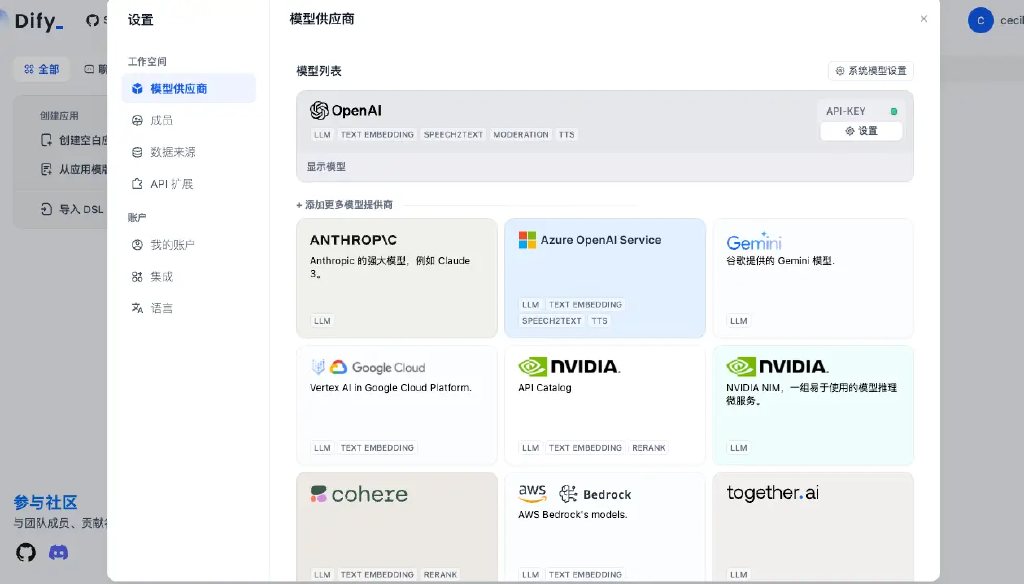 Dify_
全部
创建应用
创建空白应
从应用模版
导入 DSL
参与社区
与团队成员、贡献
设置
工作空间
模型供应商
成员
数据来源
API 扩展
账户
我的账户
集成
语言
模型供应商
×
模型列表
系统模型设置
OpenAI
LLM TEXT EMBEDDING SPEECH2TEXT MODERATION TTS
API-KEY
设置
显示模型
+ 添加更多模型提供商
ANTHROP\C
Anthropic 的强大模型，例如 Claude
3。
LLM
Azure OpenAI Service
LLM TEXT EMBEDDING
SPEECH2TEXT TTS
Gemini
谷歌提供的 Gemini 模型.
LLM
Google Cloud
Vertex AI in Google Cloud Platform.
LLM TEXT EMBEDDING
NVIDIA.
API Catalog
LLM TEXT EMBEDDING RERANK
NVIDIA.
NVIDIA NIM，一组易于使用的模型推理
微服务。
LLM
cohere
LLM TEXT EMBEDDING RERANK
aws Bedrock
AWS Bedrock's models.
LLM TEXT EMBEDDING
together.ai
LLM
C
cecil